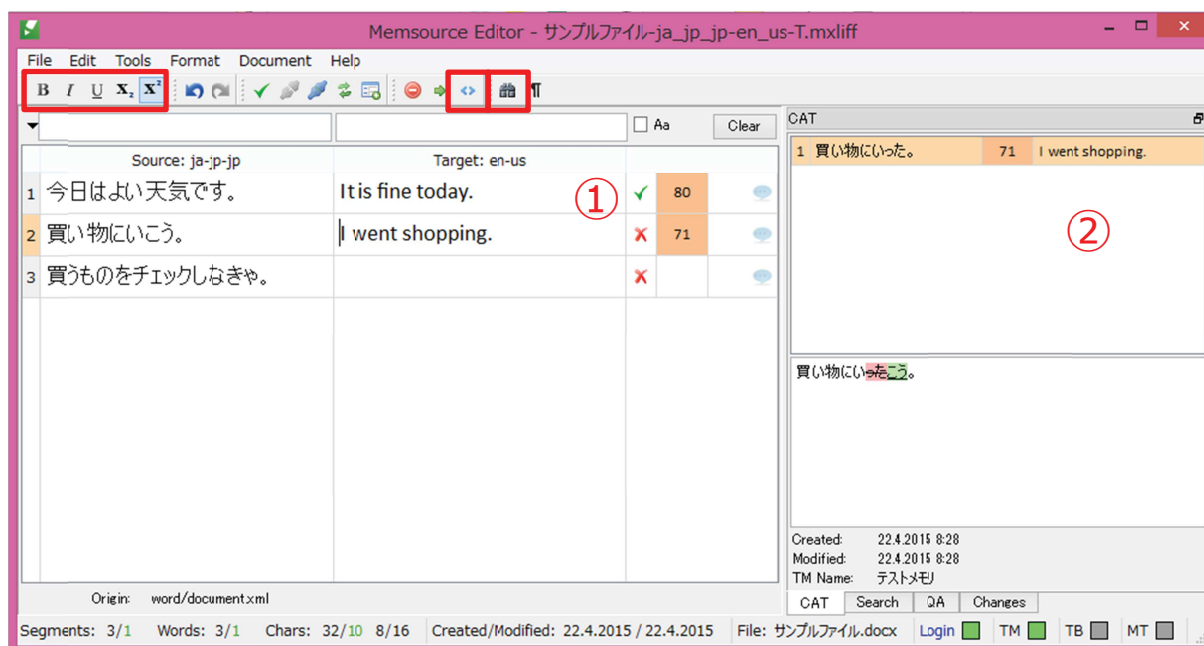 Memsource Editor - サンプルファイル-ja_jp_jp-en_us-T.mxliff
File Edit Tools Format Document Help
B I U X₂ X² ¶
Aa Clear
Source: ja-jp-jp Target: en-us
1 今日はよい天気です。 It is fine today. ① 80
2 買い物にいこう。 I went shopping. 71
3 買うものをチェックしなきゃ。
Origin: word/document.xml
CAT
1 買い物にいった。 71 I went shopping.
②
買い物にいったこう。
Created: 22.4.2015 8:28
Modified: 22.4.2015 8:28
TM Name: テストメモリ
CAT Search QA Changes
Segments: 3/1 Words: 3/1 Chars: 32/10 8/16 Created/Modified: 22.4.2015 / 22.4.2015 File: サンプルファイル.docx Login TM TB MT